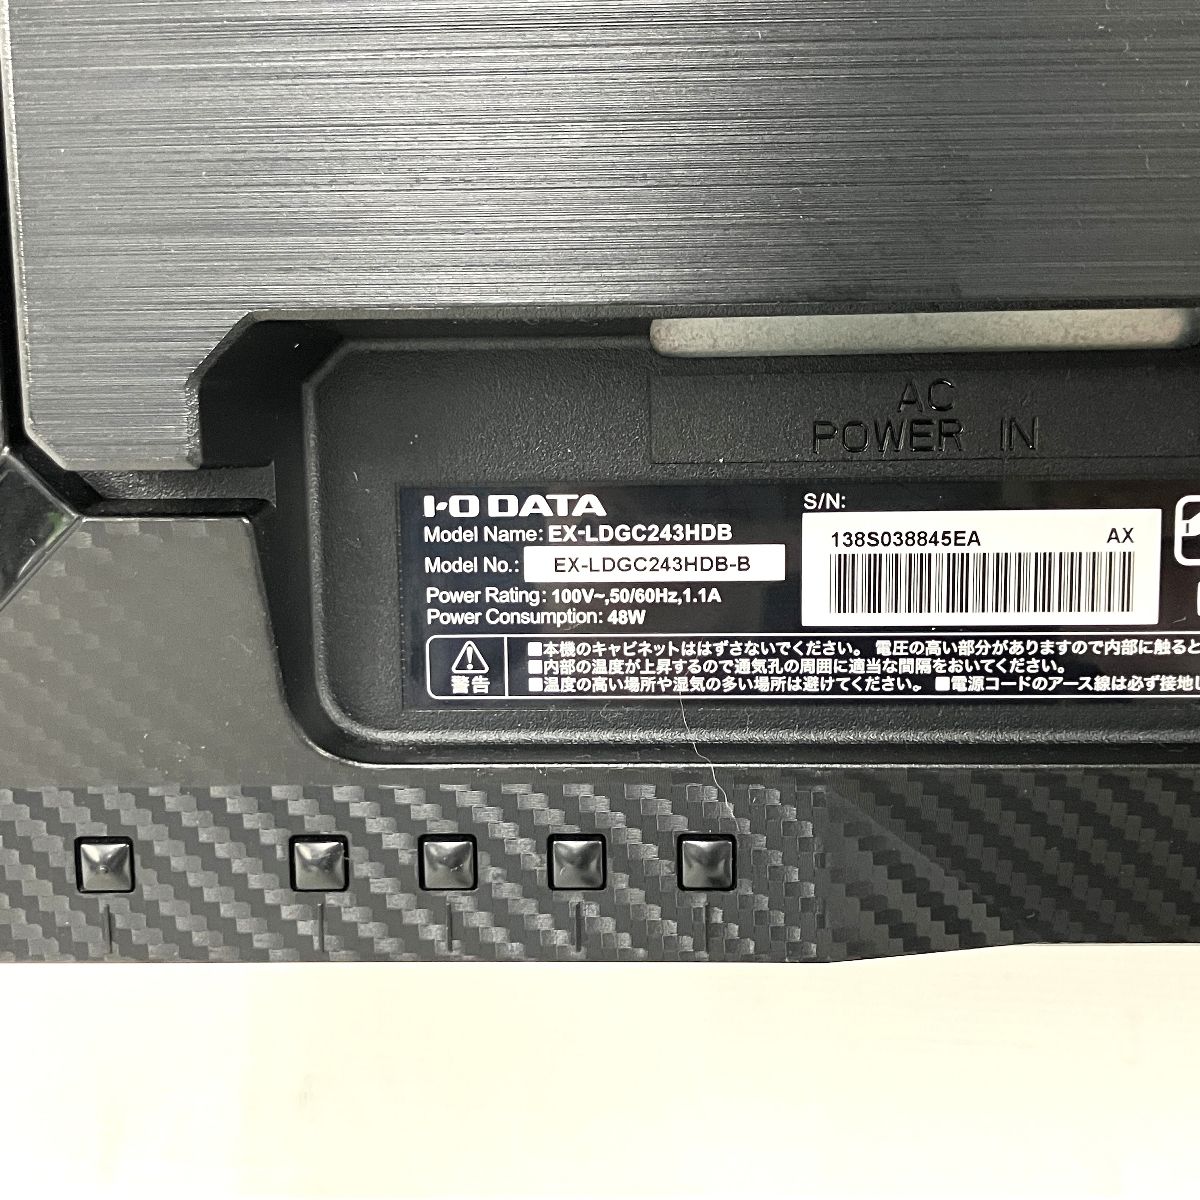 AC
POWER IN
I-O DATA
Model Name: EX-LDGC243HDB
Model No.: EX-LDGC243HDB-B
Power Rating: 100V~,50/60Hz,1.1A
Power Consumption: 48W
S/N:
138S038845EA AX
警告
■本機のキャビネットははずさないでください。 電圧の高い部分がありますので内部に触ると
■内部の温度が上昇するので通気孔の周囲に適当な間隔をおいてください。
■温度の高い場所や湿気の多い場所は避けてください。 ■電源コードのアース線は必ず接地し